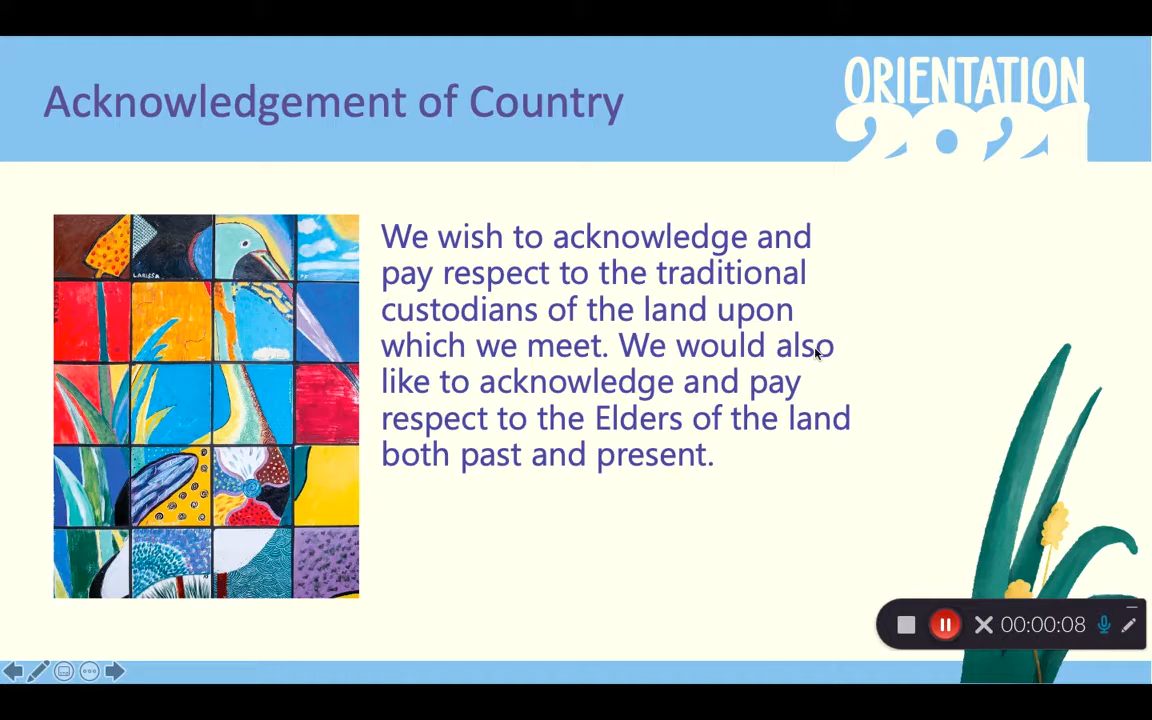 Acknowledgement of Country
ORIENTATION
2021
LARISSA
We wish to acknowledge and
pay respect to the traditional
custodians of the land upon
which we meet. We would also
like to acknowledge and pay
respect to the Elders of the land
both past and present.
00:00:08